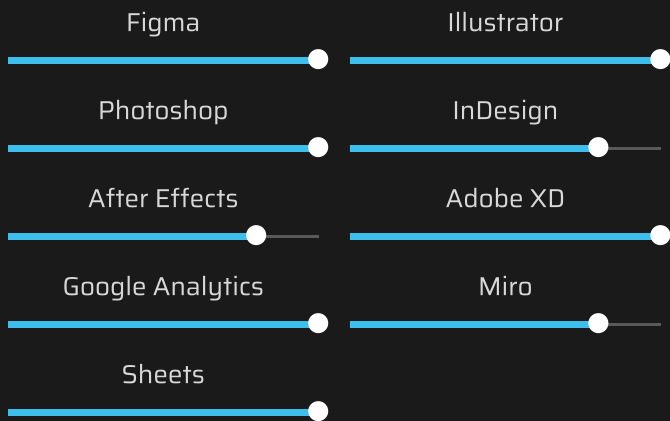 Figma
Illustrator
Photoshop
InDesign
After Effects
Adobe XD
Google Analytics
Miro
Sheets